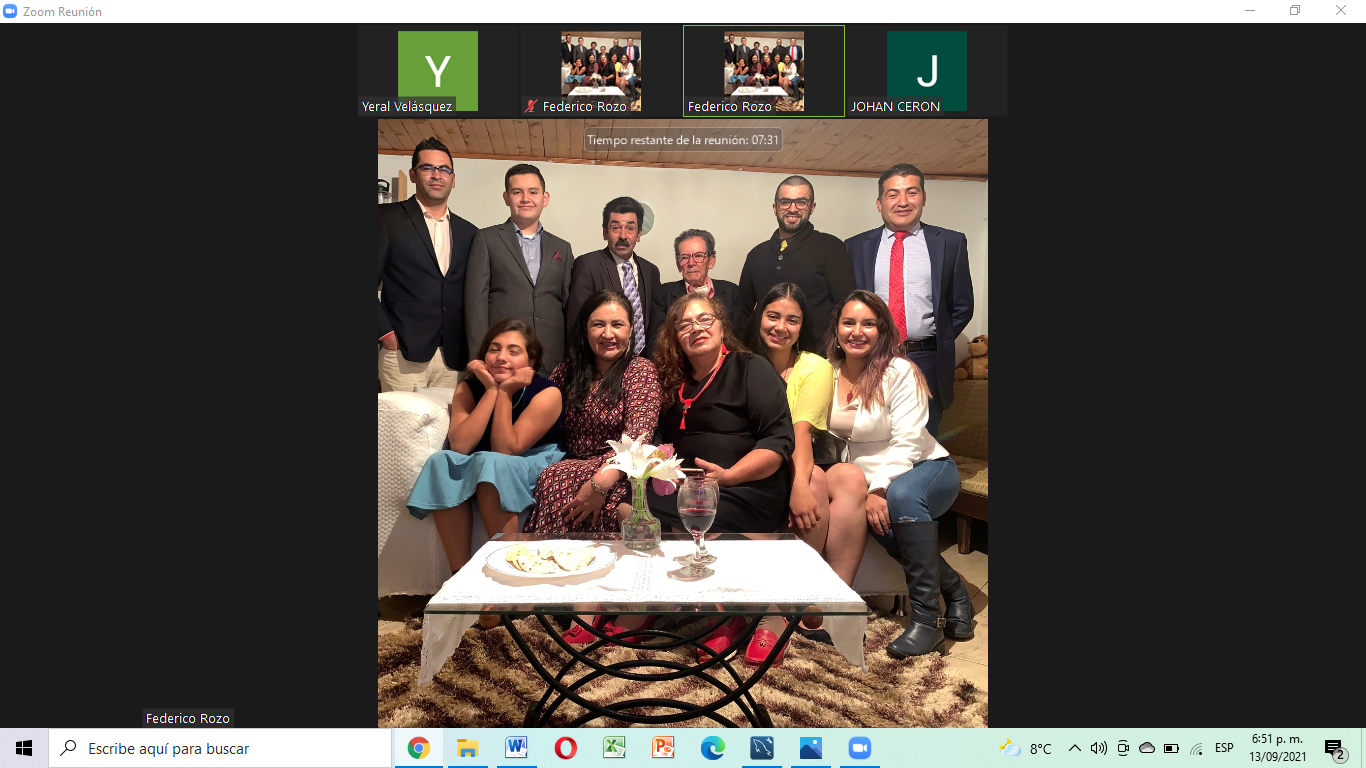 Zoom Reunión
Y
J
Yeral Velásquez
Federico Rozo
Federico Rozo
JOHAN CERON
Tiempo restante de la reunión: 07:31
Federico Rozo
Escribe aquí para buscar
8°C
ESP
6:51 p. m.
13/09/2021
2